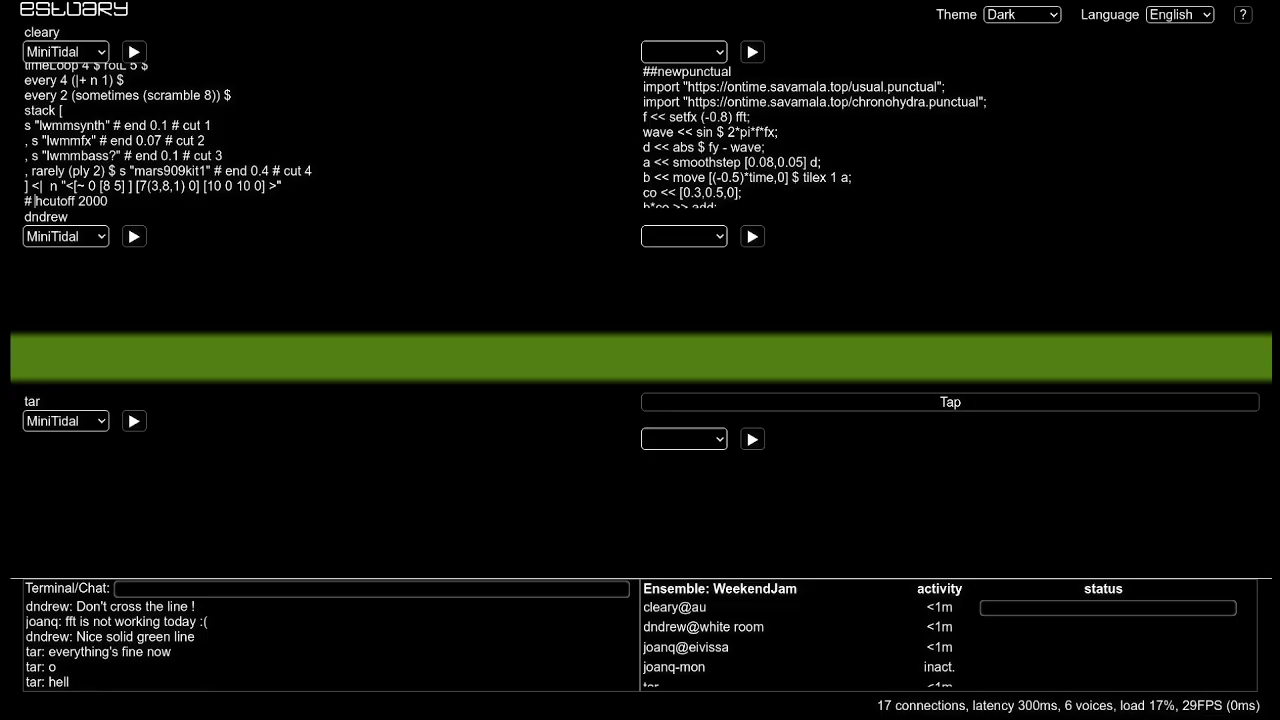 estuary
Theme Dark Language English ?
cleary
MiniTidal
timeLoop 4 $ rotL 5 $
every 4 (|+ n 1) $
every 2 (sometimes (scramble 8)) $
stack [
s "lwmmsynth" # end 0.1 # cut 1
, s "lwmmfx" # end 0.07 # cut 2
, s "lwmmbass?" # end 0.1 # cut 3
, rarely (ply 2) $ s "mars909kit1" # end 0.4 # cut 4
] <| n "<[~ 0 [8 5] ] [7(3,8,1) 0] [10 0 10 0] >"
# hcutoff 2000
##newpunctual
import "https://ontime.savamala.top/usual.punctual";
import "https://ontime.savamala.top/chronohydra.punctual";
f << setfx (-0.8) fft;
wave << sin $ 2*pi*f*fx;
d << abs $ fy - wave;
a << smoothstep [0.08,0.05] d;
b << move [(-0.5)*time,0] $ tilex 1 a;
co << [0.3,0.5,0];
b*co >> add;
dndrew
MiniTidal
tar
MiniTidal
Tap
Terminal/Chat:
dndrew: Don't cross the line !
joanq: fft is not working today :(
dndrew: Nice solid green line
tar: everything's fine now
tar: o
tar: hell
Ensemble: WeekendJam activity status
cleary@au <1m
dndrew@white room <1m
joanq@eivissa <1m
joanq-mon inact.
tar <1m
17 connections, latency 300ms, 6 voices, load 17%, 29FPS (0ms)